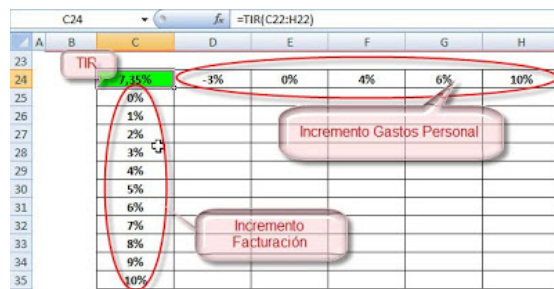 C24 fx =TIR(C22:H22)
A B C D E F G H
23
TIR
24 7,35% -3% 0% 4% 6% 10%
25 0%
26 1%
Incremento Gastos Personal
27 2%
28 3%
29 4%
30 5%
31 6%
32 7%
Incremento
Facturación
33 8%
34 9%
35 10%